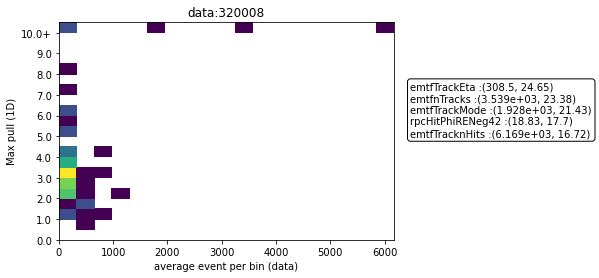 data:320008
10.0+
9.0
8.0
7.0
6.0
5.0
4.0
3.0
2.0
1.0
0.0
Max pull (1D)
0
1000
2000
3000
4000
5000
6000
average event per bin (data)
emtfTrackEta :(308.5, 24.65)
emtfnTracks :(3.539e+03, 23.38)
emtfTrackMode :(1.928e+03, 21.43)
rpcHitPhiRENeg42 :(18.83, 17.7)
emtfTracknHits :(6.169e+03, 16.72)